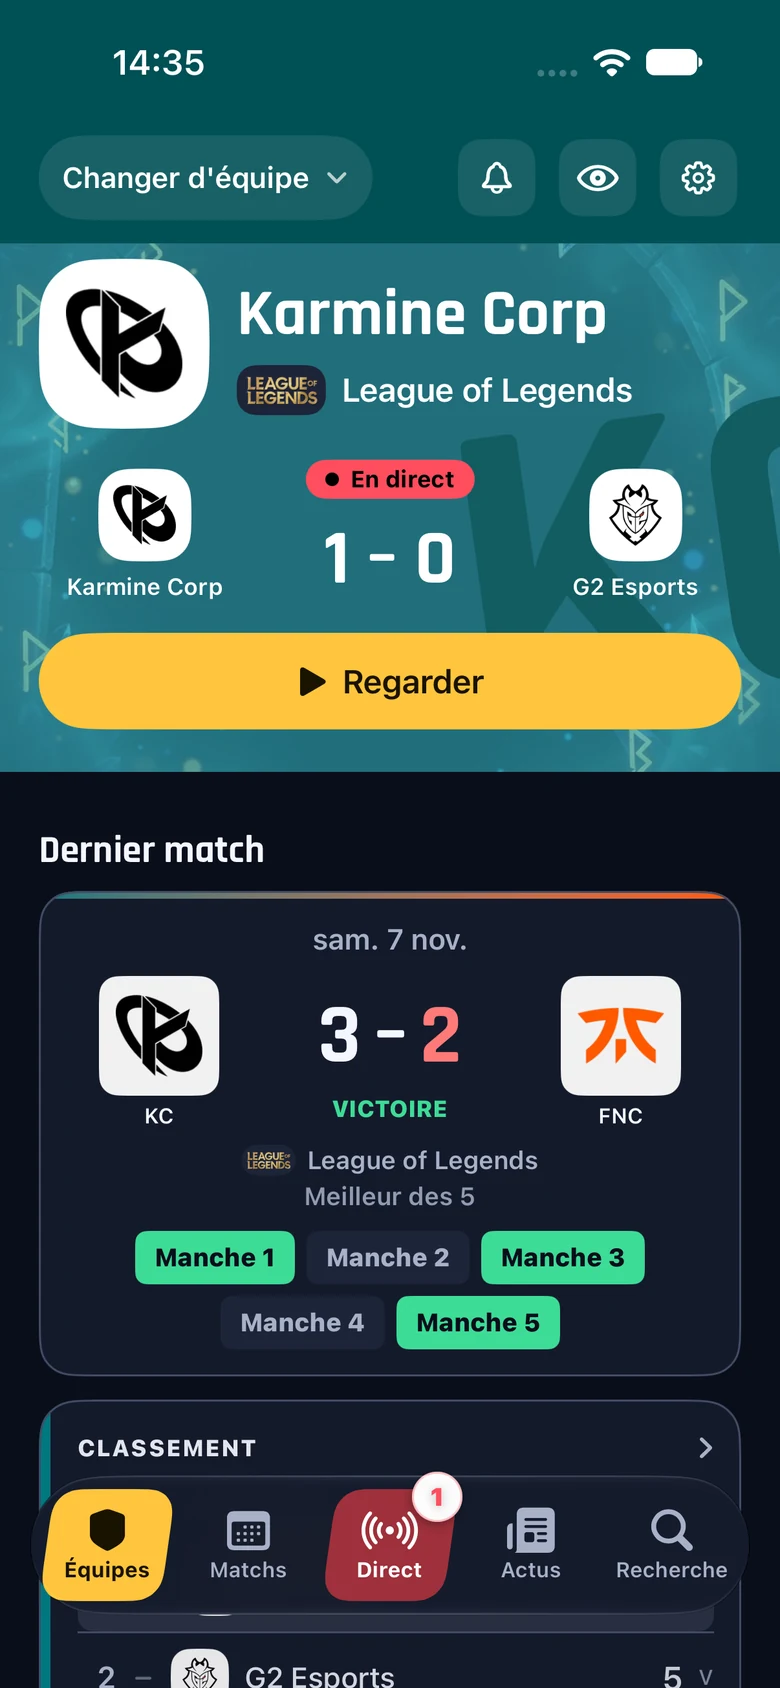 14:35
Changer d'équipe
Karmine Corp
LEAGUE OF LEGENDS
League of Legends
En direct
1 - 0
Karmine Corp
G2 Esports
Regarder
Dernier match
sam. 7 nov.
3 - 2
KC
VICTOIRE
FNC
LEAGUE OF LEGENDS
League of Legends
Meilleur des 5
Manche 1
Manche 2
Manche 3
Manche 4
Manche 5
CLASSEMENT
1
Équipes
Matchs
Direct
Actus
Recherche
2 – G2 Esports 5 V